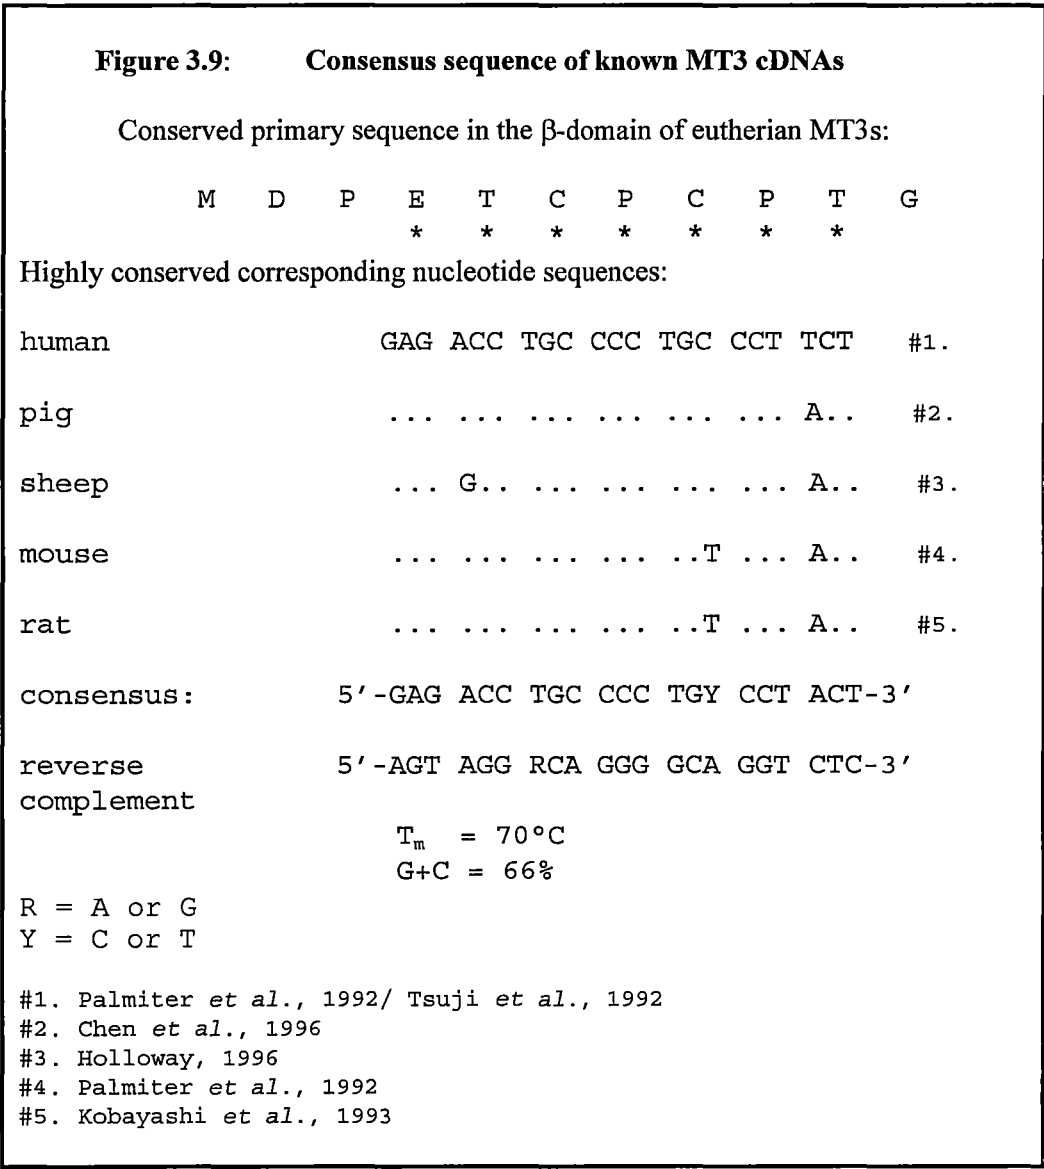 Figure 3.9: Consensus sequence of known MT3 cDNAs
Conserved primary sequence in the β-domain of eutherian MT3s:
M D P E T C P C P T G
* * * * * * *
Highly conserved corresponding nucleotide sequences:
human GAG ACC TGC CCC TGC CCT TCT #1.
pig ... ... ... ... ... ... A.. #2.
sheep ... G.. ... ... ... ... A.. #3.
mouse ... ... ... ... ..T ... A.. #4.
rat ... ... ... ... ..T ... A.. #5.
consensus: 5′-GAG ACC TGC CCC TGY CCT ACT-3′
reverse 5′-AGT AGG RCA GGG GCA GGT CTC-3′
complement
Tm = 70°C
G+C = 66%
R = A or G
Y = C or T
#1. Palmiter et al., 1992/ Tsuji et al., 1992
#2. Chen et al., 1996
#3. Holloway, 1996
#4. Palmiter et al., 1992
#5. Kobayashi et al., 1993